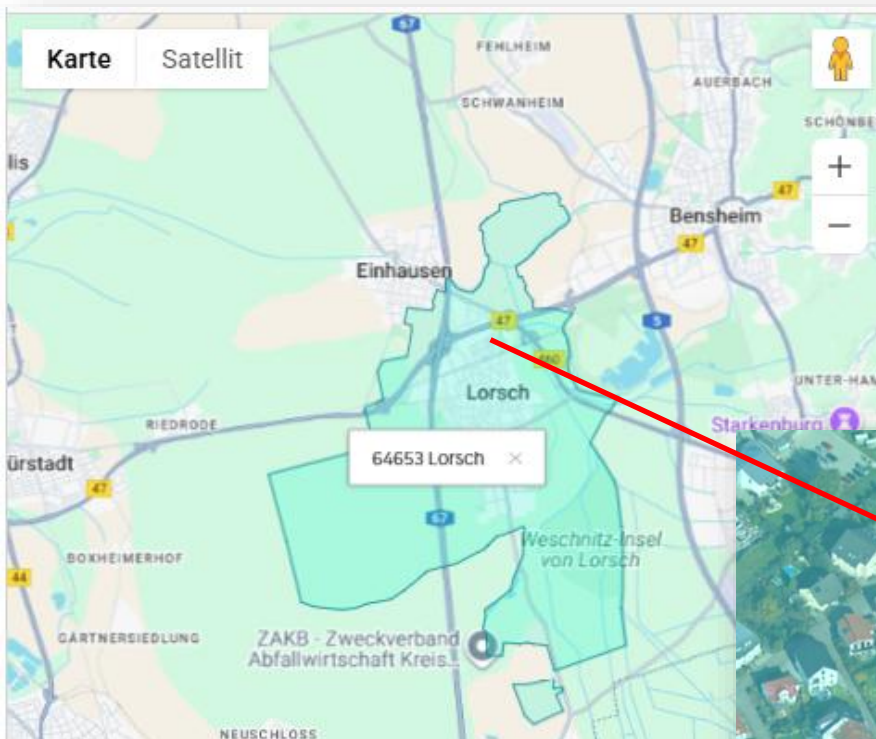 Karte
Satellit
67
FEHLHEIM
AUERBACH
SCHWANHEIM
SCHÖNBE
lis
47
Bensheim
47
Einhausen
47
5
Lorsch
UNTER-HAM
RIEDRODE
Starkenburg
64653 Lorsch ×
ürstadt
47
67
Weschnitz-Insel
von Lorsch
BOXHEIMERHOF
44
GÄRTNERSIEDLUNG
ZAKB - Zweckverband
Abfallwirtschaft Kreis...
NEUSCHLOSS